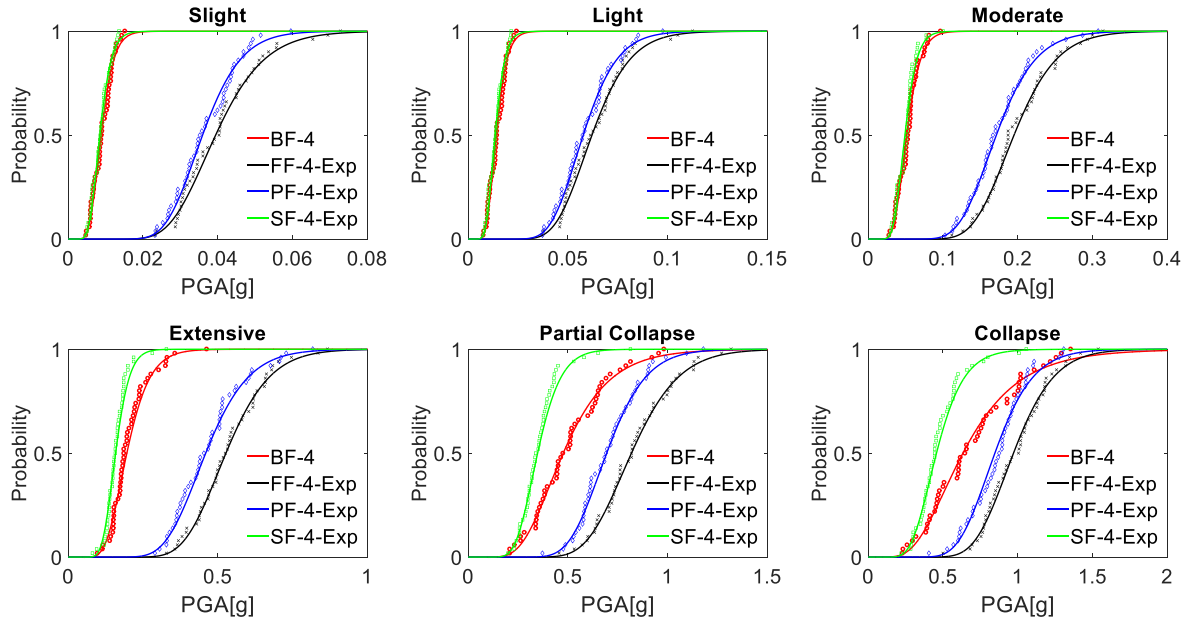 Slight
Probability
1
0.5
0
BF-4
FF-4-Exp
PF-4-Exp
SF-4-Exp
0 0.02 0.04 0.06 0.08
PGA[g]
Light
Probability
1
0.5
0
BF-4
FF-4-Exp
PF-4-Exp
SF-4-Exp
0 0.05 0.1 0.15
PGA[g]
Moderate
Probability
1
0.5
0
BF-4
FF-4-Exp
PF-4-Exp
SF-4-Exp
0 0.1 0.2 0.3 0.4
PGA[g]
Extensive
Probability
1
0.5
0
BF-4
FF-4-Exp
PF-4-Exp
SF-4-Exp
0 0.5 1
PGA[g]
Partial Collapse
Probability
1
0.5
0
BF-4
FF-4-Exp
PF-4-Exp
SF-4-Exp
0 0.5 1 1.5
PGA[g]
Collapse
Probability
1
0.5
0
BF-4
FF-4-Exp
PF-4-Exp
SF-4-Exp
0 0.5 1 1.5 2
PGA[g]